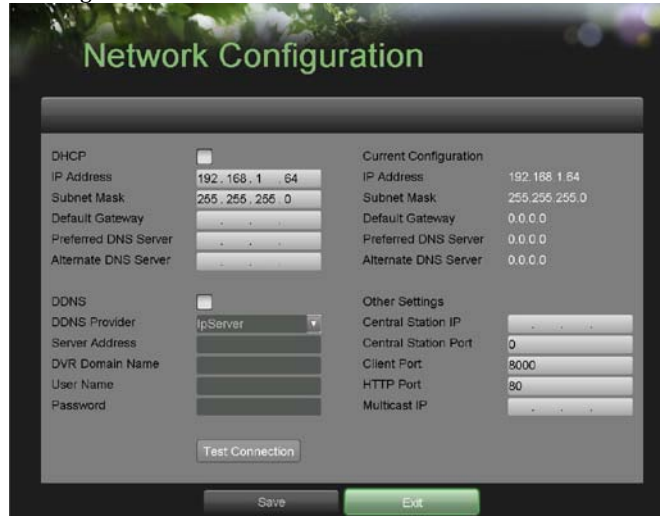 Network Configuration
DHCP
IP Address 192.168.1.64
Subnet Mask 255.255.255.0
Default Gateway . . .
Preferred DNS Server . . .
Alternate DNS Server . . .
Current Configuration
IP Address 192.168.1.64
Subnet Mask 255.255.255.0
Default Gateway 0.0.0.0
Preferred DNS Server 0.0.0.0
Alternate DNS Server 0.0.0.0
DDNS
DDNS Provider IpServer
Server Address
DVR Domain Name
User Name
Password
Test Connection
Other Settings
Central Station IP . . .
Central Station Port 0
Client Port 8000
HTTP Port 80
Multicast IP . . .
Save Exit